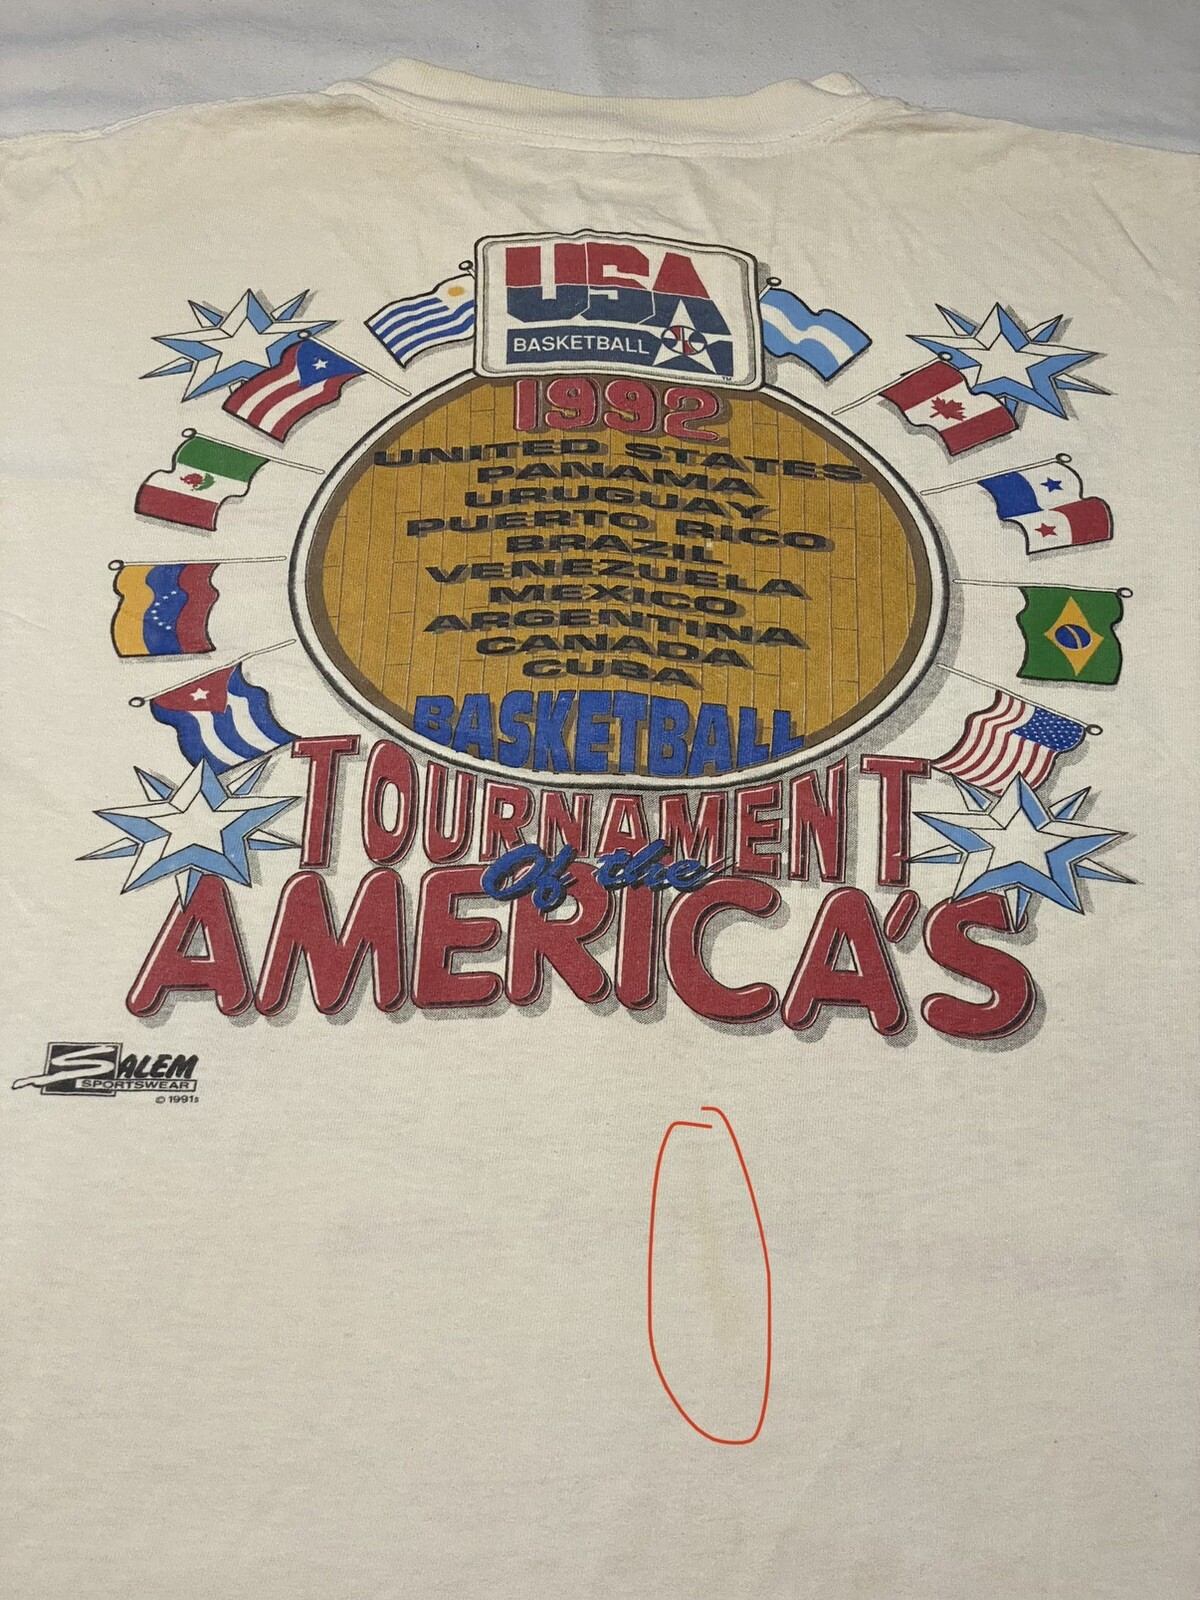 USA
BASKETBALL
TM
1992
UNITED STATES
PANAMA
URUGUAY
PUERTO RICO
BRAZIL
VENEZUELA
MEXICO
ARGENTINA
CANADA
CUBA
BASKETBALL
TOURNAMENT
Of the
AMERICA'S
SALEM
SPORTSWEAR
© 1991